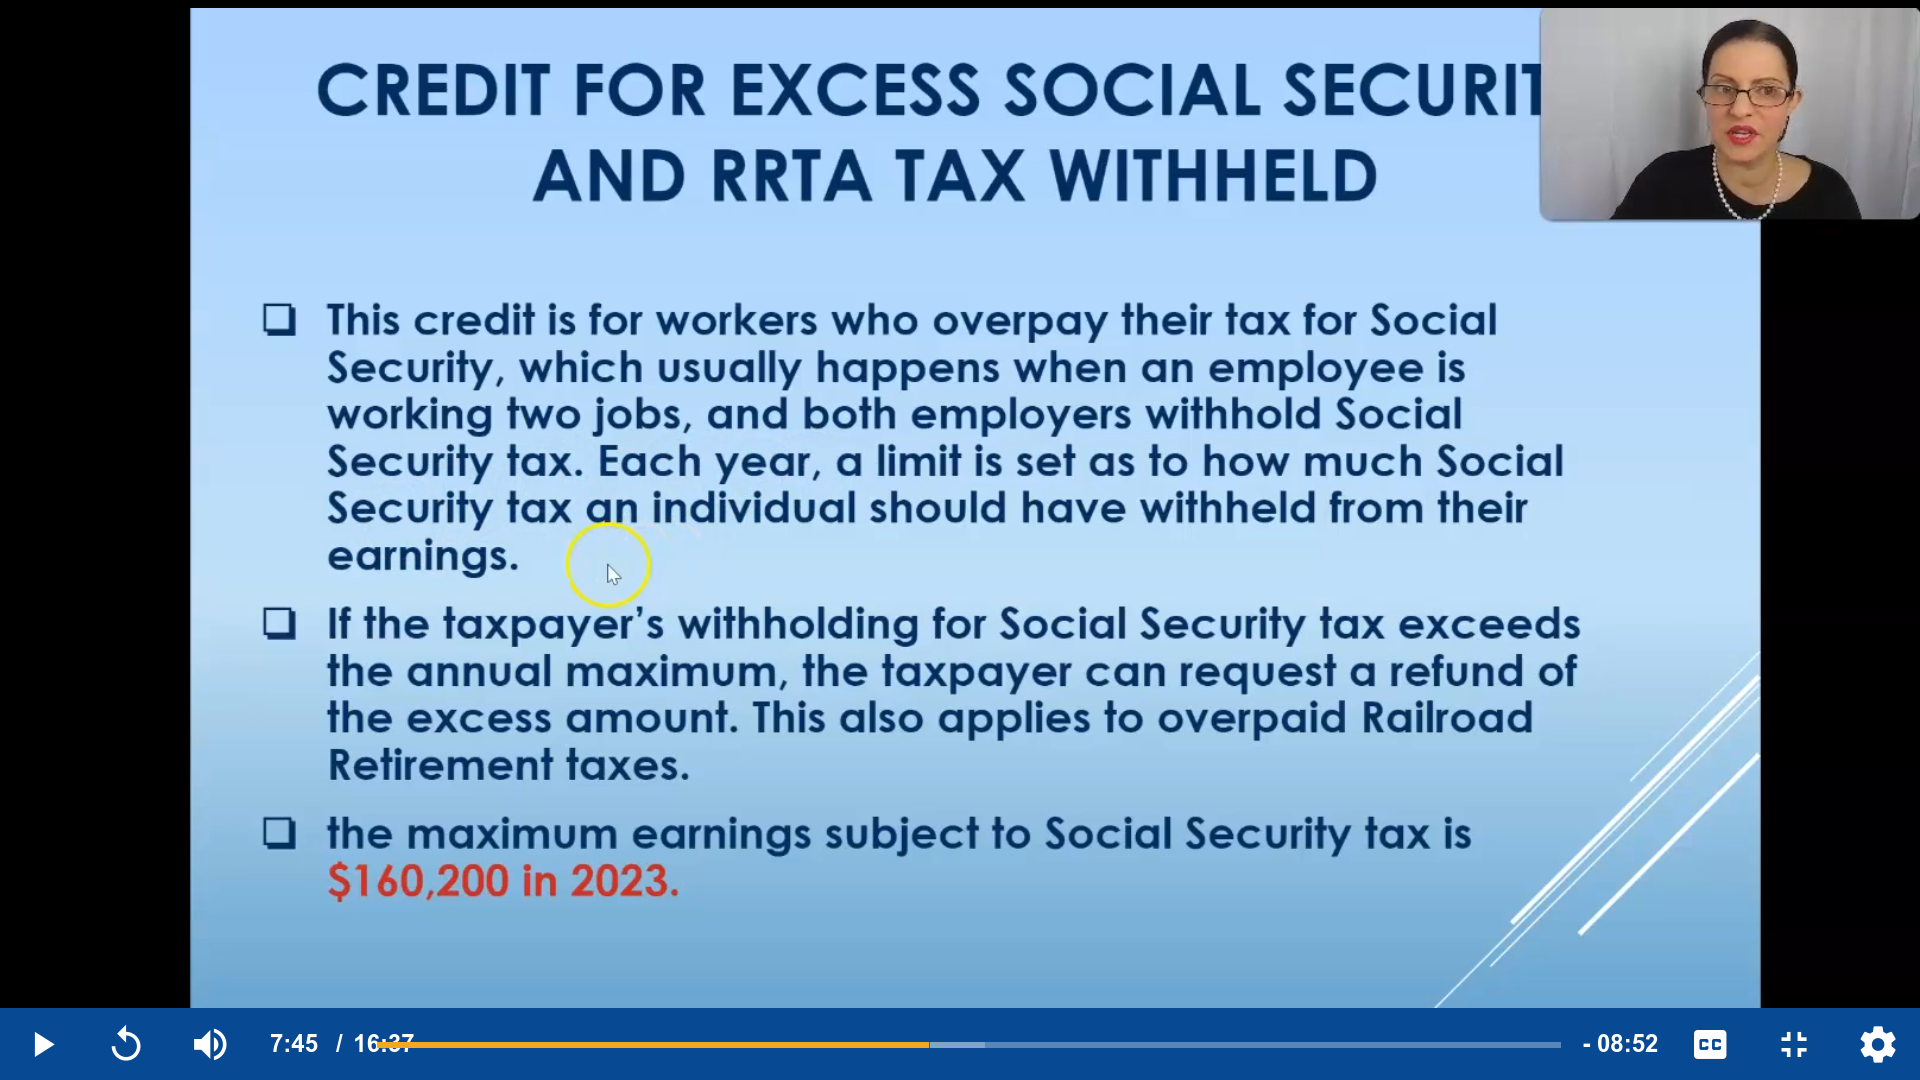 CREDIT FOR EXCESS SOCIAL SECURIT
AND RRTA TAX WITHHELD
❑ This credit is for workers who overpay their tax for Social
Security, which usually happens when an employee is
working two jobs, and both employers withhold Social
Security tax. Each year, a limit is set as to how much Social
Security tax an individual should have withheld from their
earnings.
❑ If the taxpayer’s withholding for Social Security tax exceeds
the annual maximum, the taxpayer can request a refund of
the excess amount. This also applies to overpaid Railroad
Retirement taxes.
❑ the maximum earnings subject to Social Security tax is
$160,200 in 2023.
7:45 / 16:37 - 08:52 CC